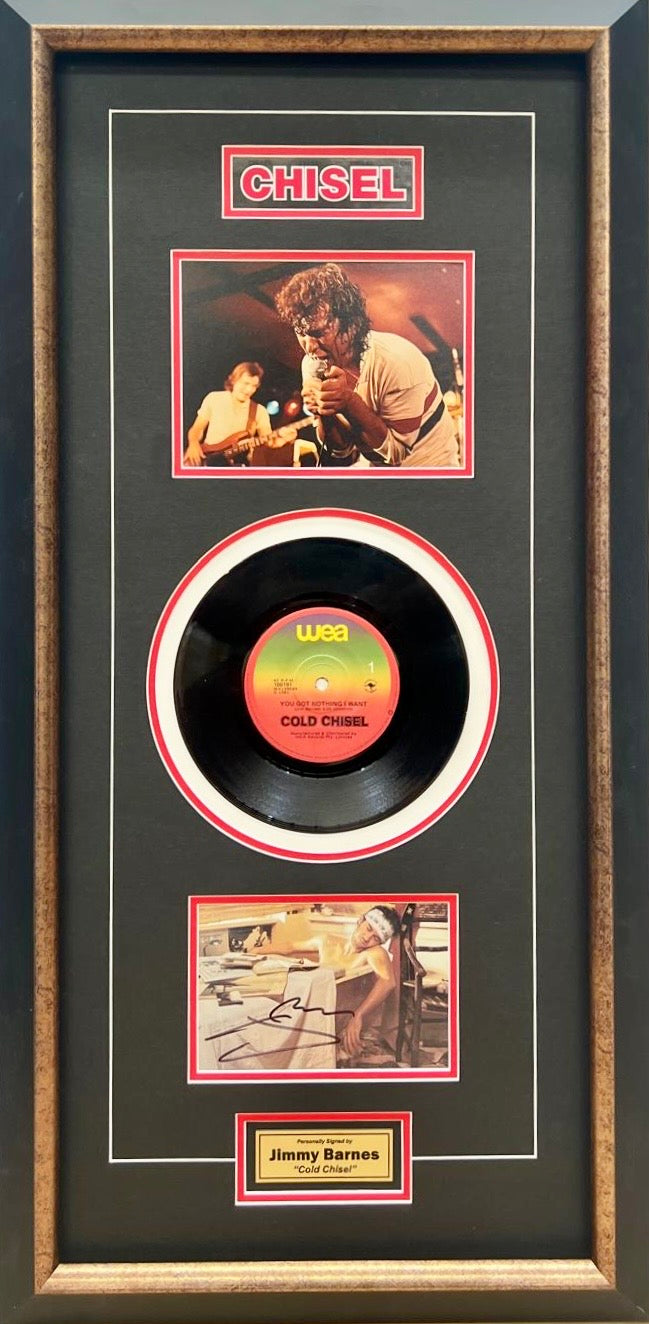 CHISEL
wea
1
YOU GOT NOTHING I WANT
COLD CHISEL
Personally Signed by
Jimmy Barnes
"Cold Chisel"